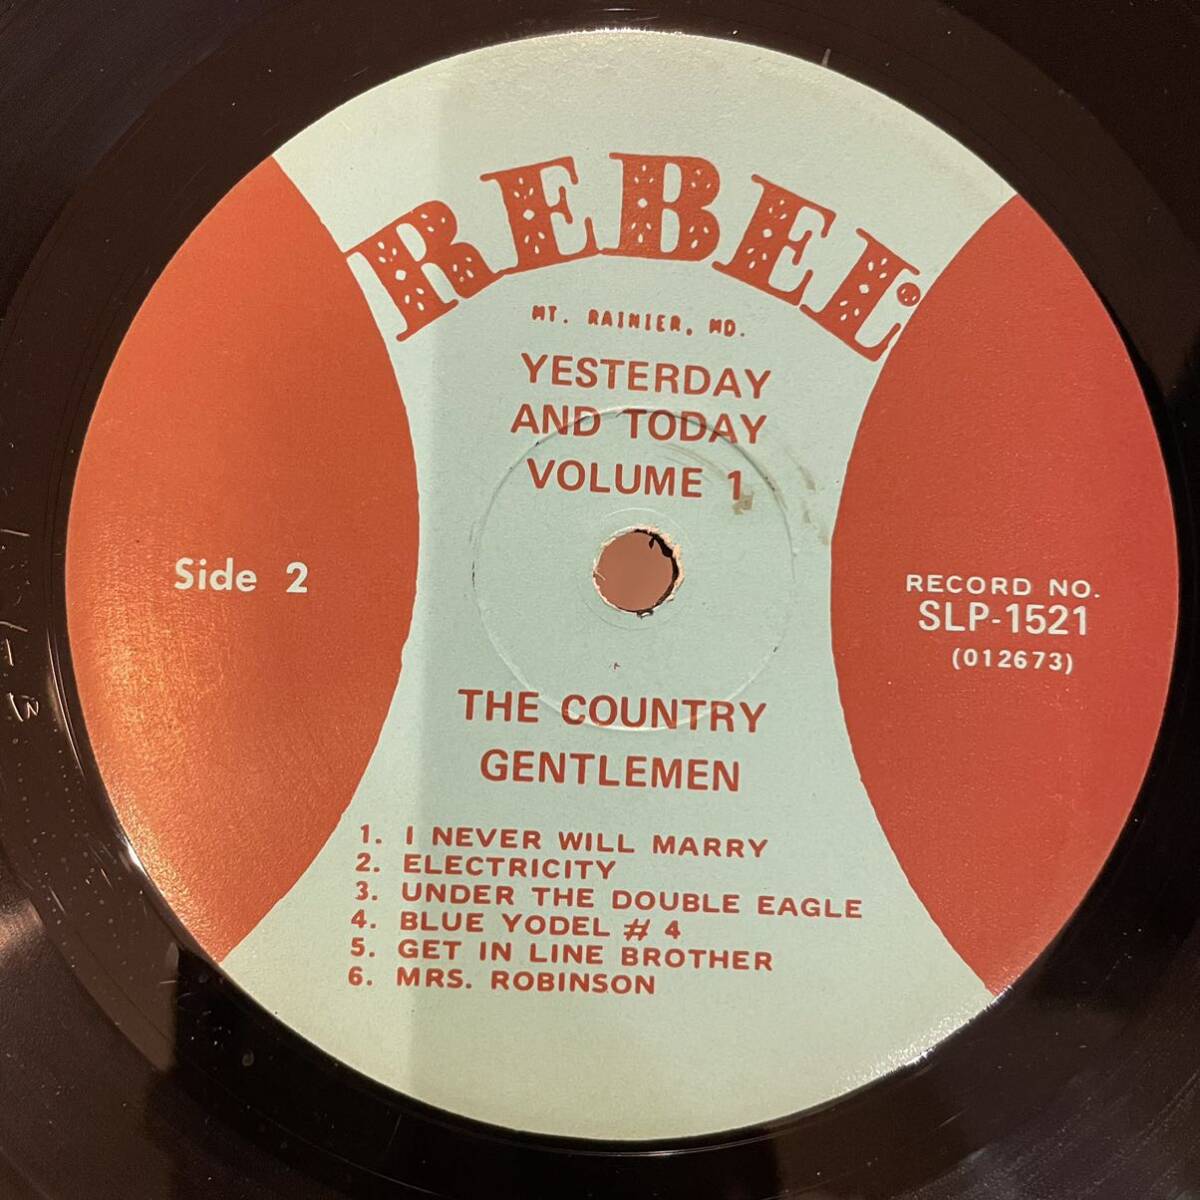 REBEL
MT. RAINIER, MD.
YESTERDAY
AND TODAY
VOLUME 1
Side 2
RECORD NO.
SLP-1521
(012673)
THE COUNTRY
GENTLEMEN
1. I NEVER WILL MARRY
2. ELECTRICITY
3. UNDER THE DOUBLE EAGLE
4. BLUE YODEL # 4
5. GET IN LINE BROTHER
6. MRS. ROBINSON